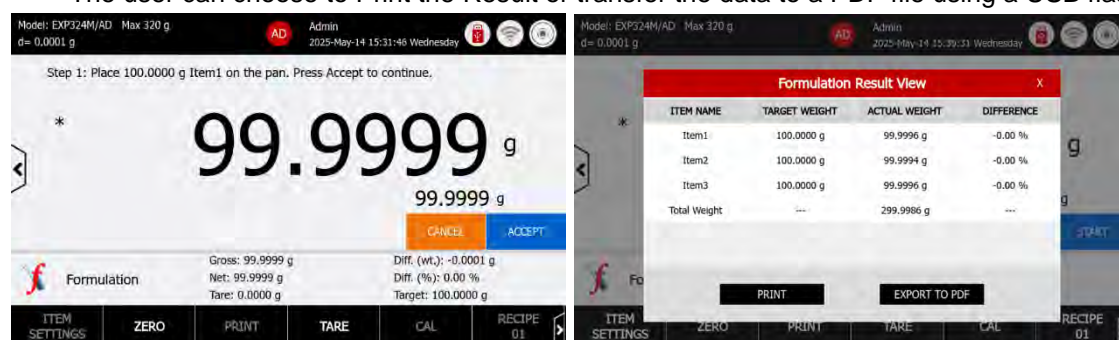 The user can choose to Print the Result or transfer the data to a PDF file using a USB flas
Model: EXP324M/AD Max 320 g
d= 0.0001 g
AD
Admin
2025-May-14 15:31:46 Wednesday
Step 1: Place 100.0000 g Item1 on the pan. Press Accept to continue.
*
99.9999 g
99.9999 g
CANCEL
ACCEPT
Formulation
Gross: 99.9999 g
Net: 99.9999 g
Tare: 0.0000 g
Diff. (wt.): -0.0001 g
Diff. (%): 0.00 %
Target: 100.0000 g
ITEM
SETTINGS
ZERO
PRINT
TARE
CAL
RECIPE
01
Model: EXP324M/AD Max 320 g
d= 0.0001 g
AD
Admin
2025-May-14 15:39:31 Wednesday
Formulation Result View X
ITEM NAME TARGET WEIGHT ACTUAL WEIGHT DIFFERENCE
Item1 100.0000 g 99.9996 g -0.00 %
Item2 100.0000 g 99.9994 g -0.00 %
Item3 100.0000 g 99.9996 g -0.00 %
Total Weight --- 299.9986 g ---
PRINT
EXPORT TO PDF
*
g
g
START
Fo
ITEM
SETTINGS
ZERO
PRINT
TARE
CAL
RECIPE
01